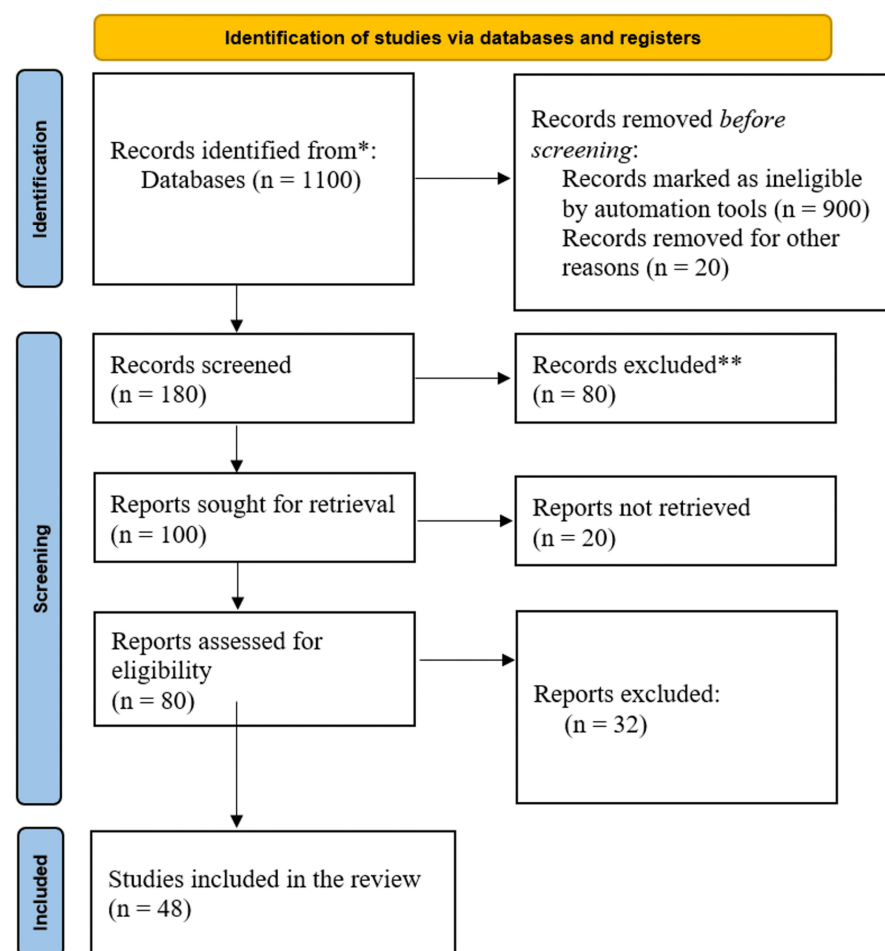 Identification of studies via databases and registers
Identification
Records identified from*:
Databases (n = 1100)
Records removed before
screening:
Records marked as ineligible
by automation tools (n = 900)
Records removed for other
reasons (n = 20)
Screening
Records screened
(n = 180)
Records excluded**
(n = 80)
Reports sought for retrieval
(n = 100)
Reports not retrieved
(n = 20)
Reports assessed for
eligibility
(n = 80)
Reports excluded:
(n = 32)
Included
Studies included in the review
(n = 48)